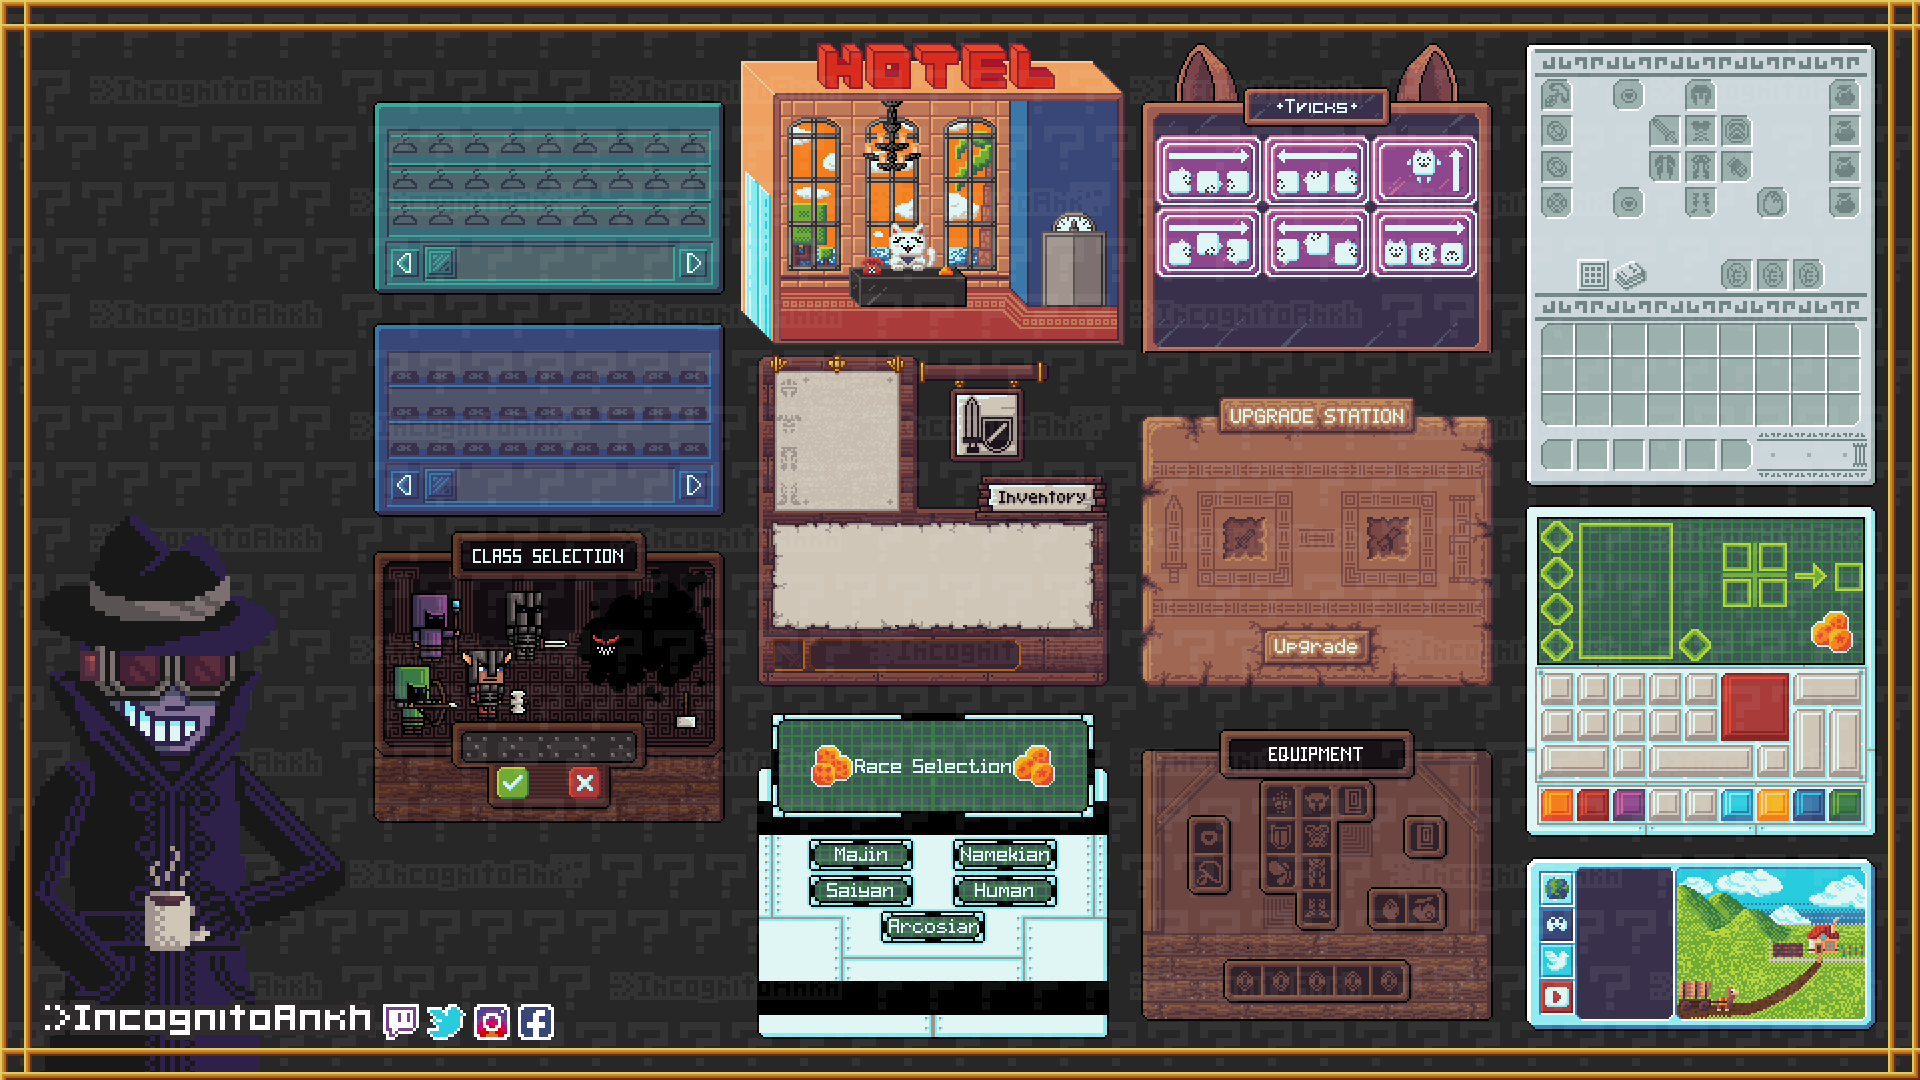 HOTEL
+Tricks+
CLASS SELECTION
Inventory
UPGRADE STATION
Upgrade
Race Selection
Majin
Namekian
Saiyan
Human
Arcosian
EQUIPMENT
:>IncognitoAnkh